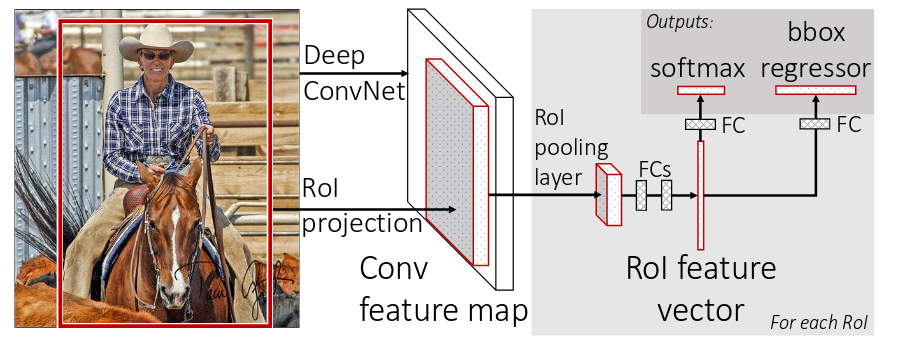 Deep
ConvNet
RoI
projection
Conv
feature map
RoI
pooling
layer
FCs
RoI feature
vector
For each RoI
Outputs:
softmax
bbox
regressor
FC
FC